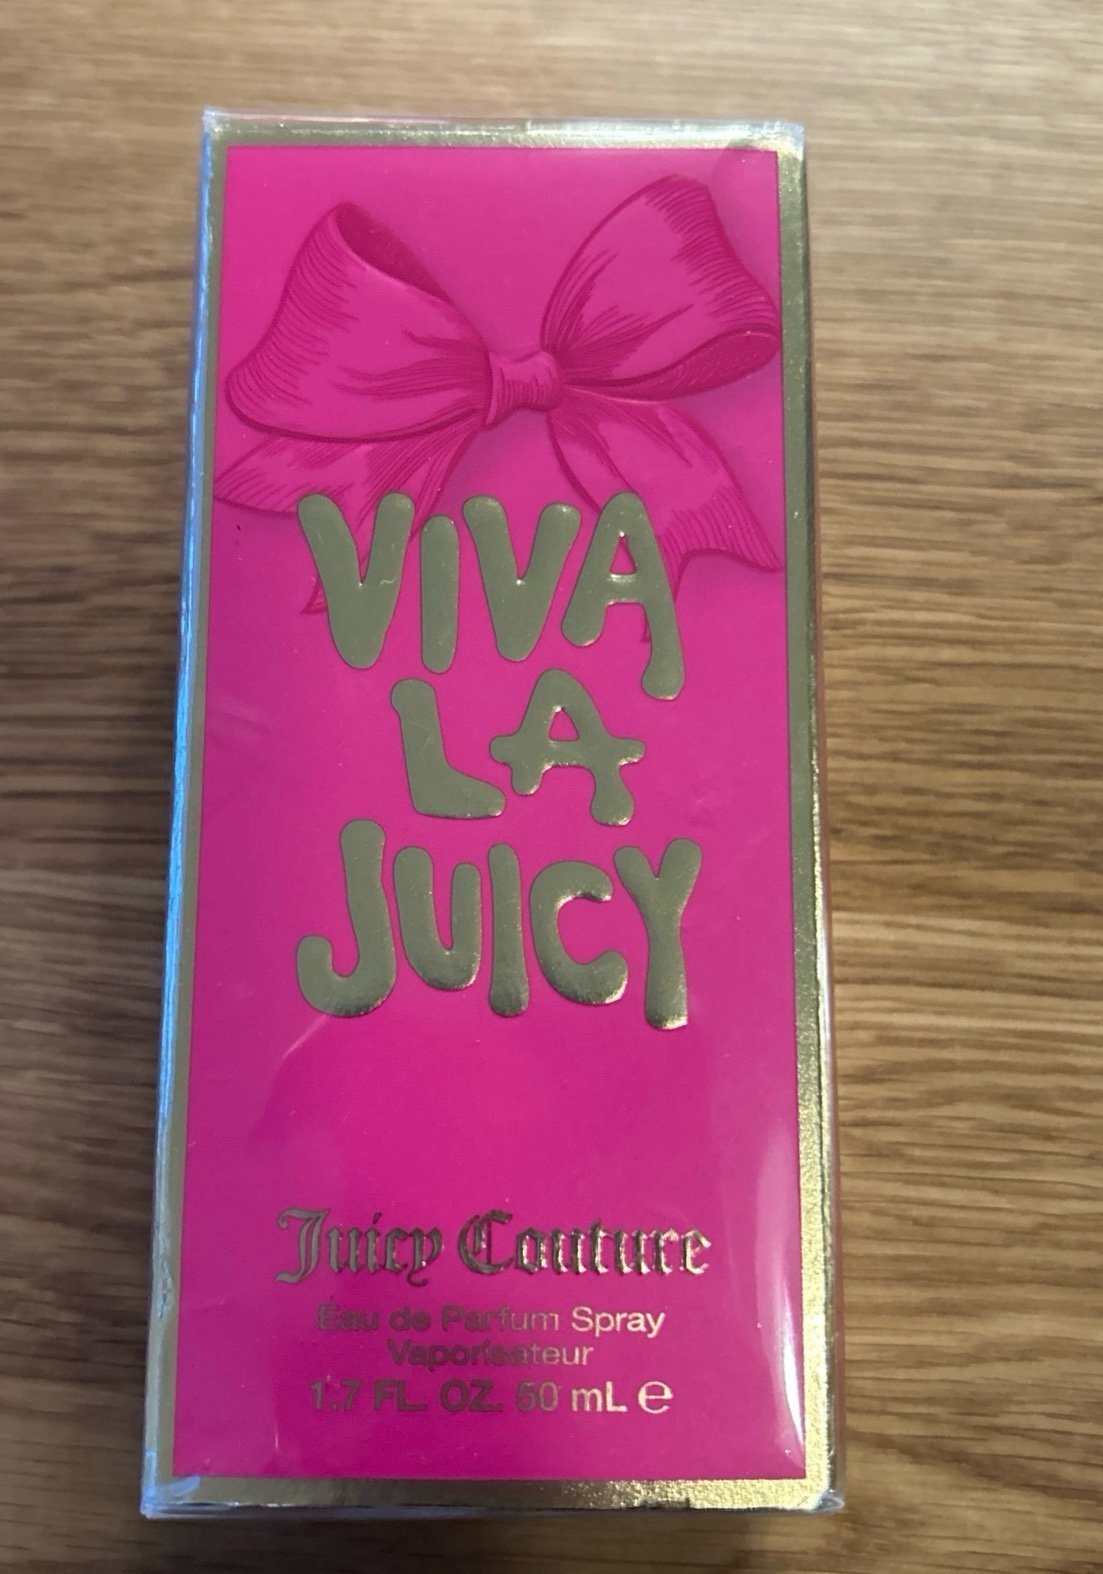 VIVA
LA
JUICY
Juicy Couture
Eau de Parfum Spray
Vaporisateur
1.7 FL. OZ. 50 mL ℮